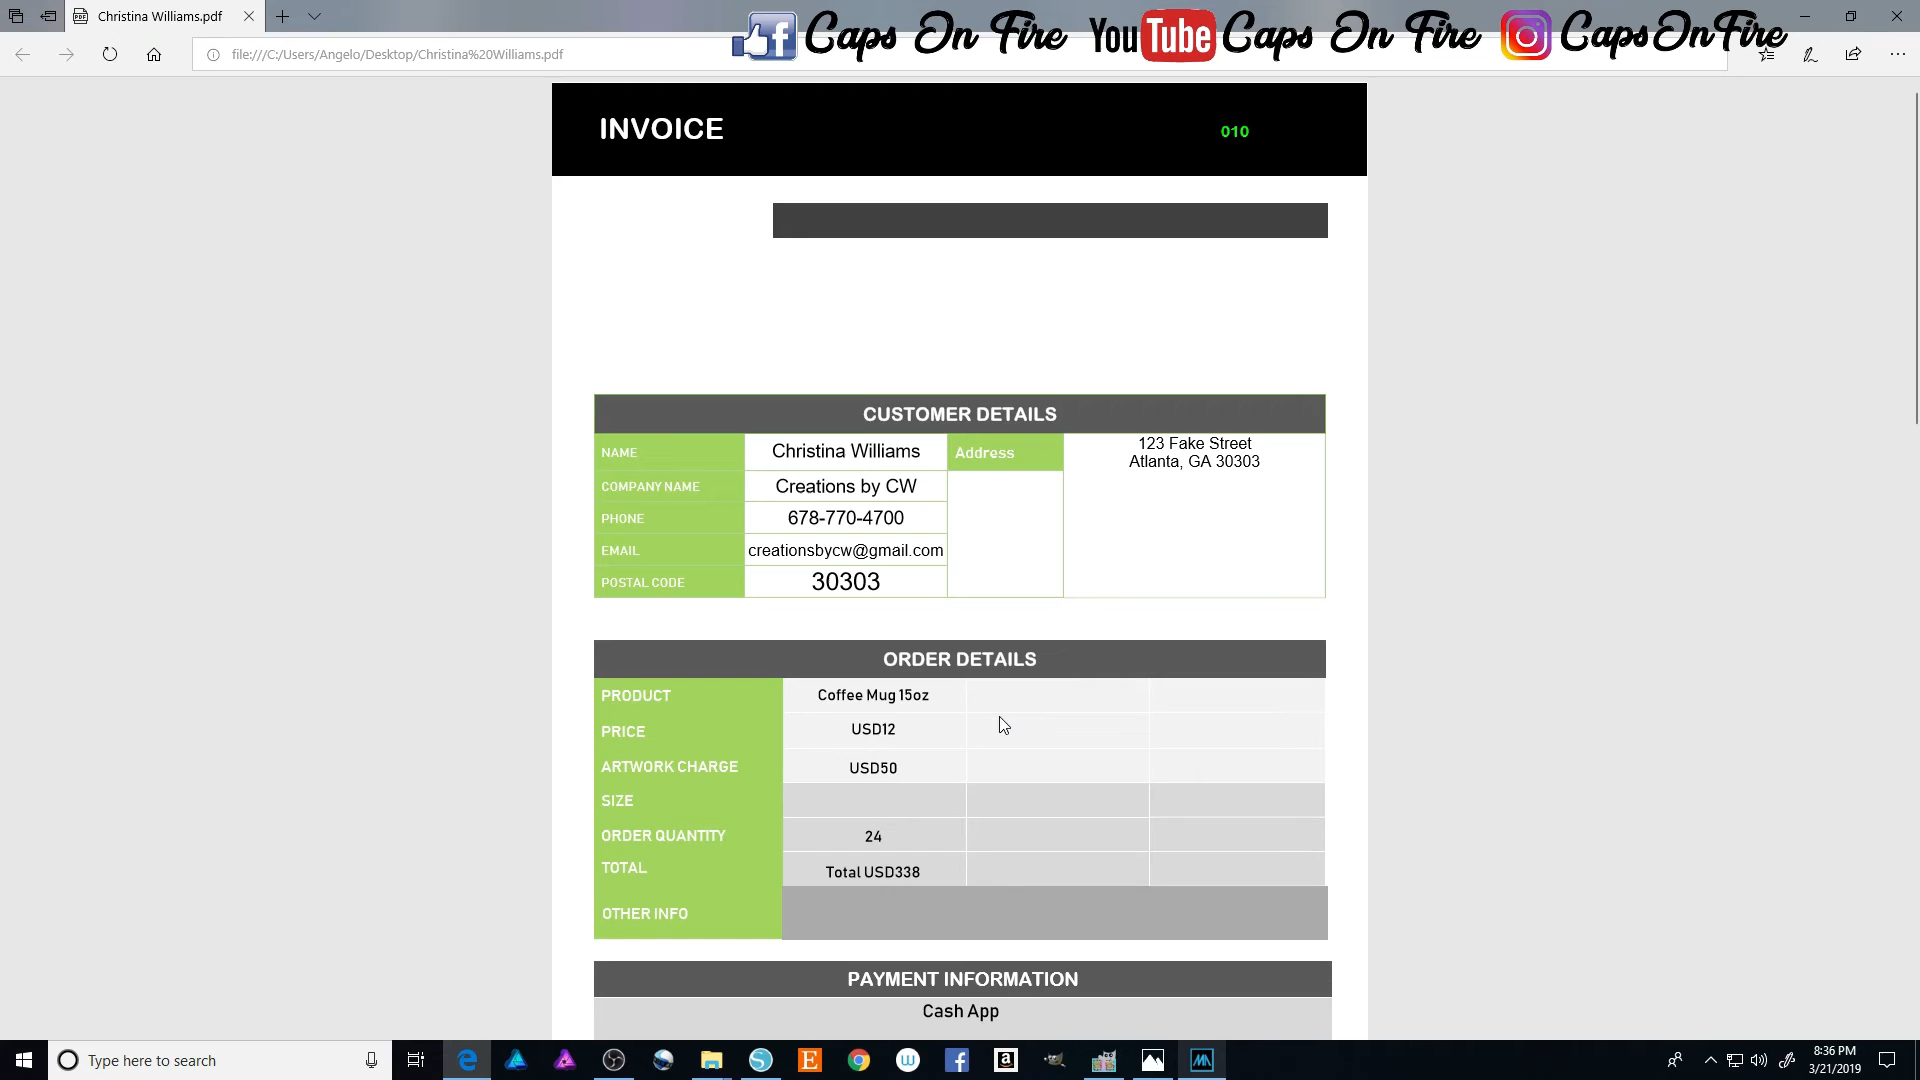 Christina Williams.pdf
Caps On Fire
YouTube
Caps On Fire
CapsOnFire
file:///C:/Users/Angelo/Desktop/Christina%20Williams.pdf
INVOICE
010
CUSTOMER DETAILS
NAME
Christina Williams
Address
123 Fake Street
Atlanta, GA 30303
COMPANY NAME
Creations by CW
PHONE
678-770-4700
EMAIL
creationsbycw@gmail.com
POSTAL CODE
30303
ORDER DETAILS
PRODUCT
Coffee Mug 15oz
PRICE
USD12
ARTWORK CHARGE
USD50
SIZE
ORDER QUANTITY
24
TOTAL
Total USD338
OTHER INFO
PAYMENT INFORMATION
Cash App
Type here to search
8:36 PM
3/21/2019